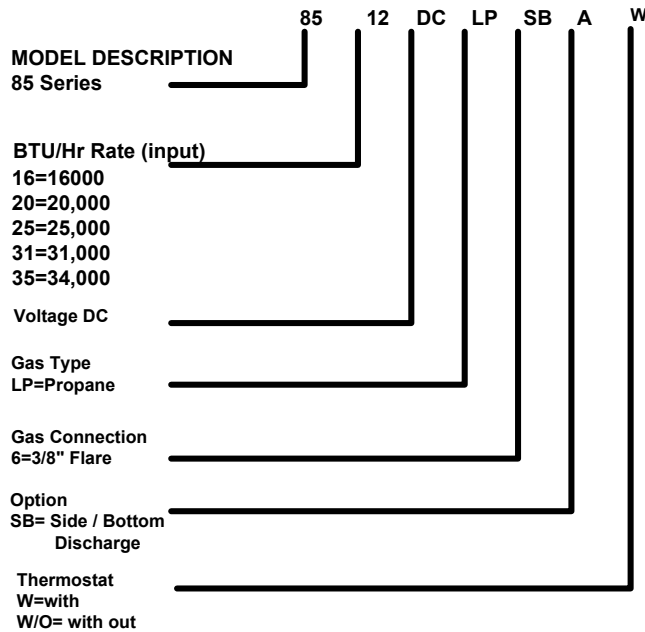 85 12 DC LP SB A W
MODEL DESCRIPTION
85 Series
BTU/Hr Rate (input)
16=16000
20=20,000
25=25,000
31=31,000
35=34,000
Voltage DC
Gas Type
LP=Propane
Gas Connection
6=3/8" Flare
Option
SB= Side / Bottom
Discharge
Thermostat
W=with
W/O= with out